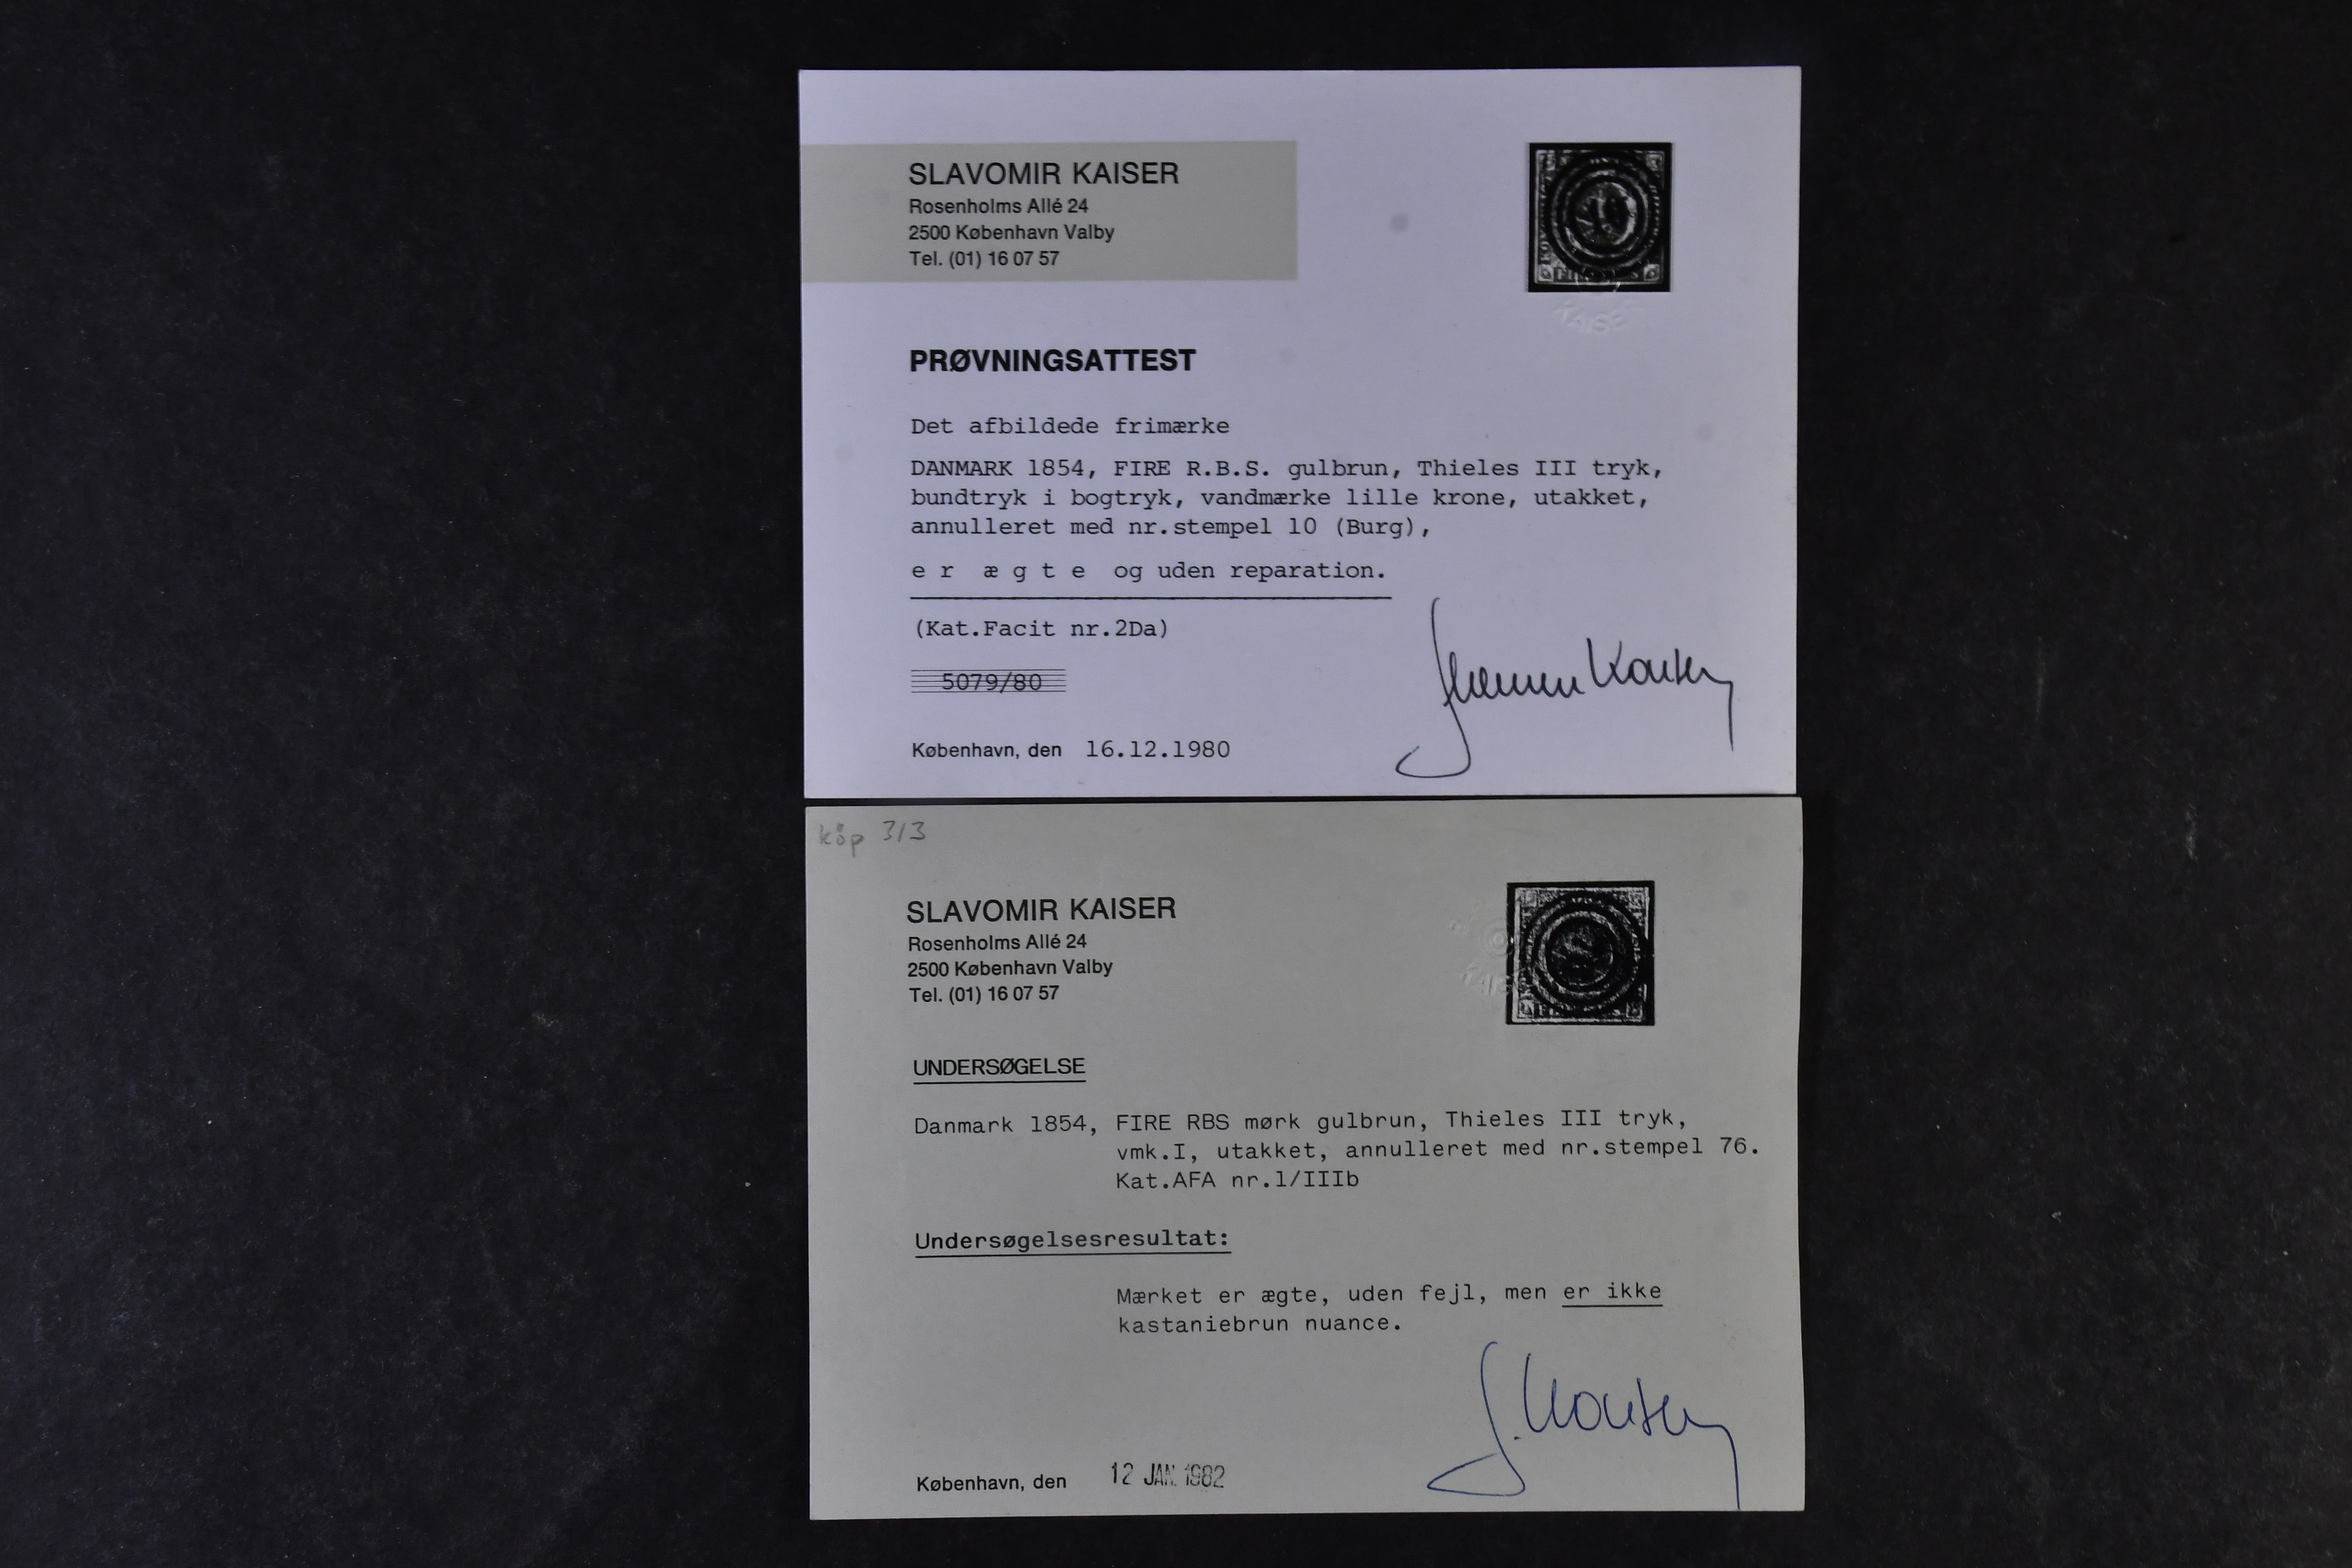 SLAVOMIR KAISER
Rosenholms Allé 24
2500 København Valby
Tel. (01) 16 07 57
10
FIRE
KAISE
PRØVNINGSATTEST
Det afbildede frimærke
DANMARK 1854, FIRE R.B.S. gulbrun, Thieles III tryk,
bundtryk i bogtryk, vandmærke lille krone, utakket,
annulleret med nr.stempel 10 (Burg),
e r æ g t e og uden reparation.
(Kat.Facit nr.2Da)
5079/80
København, den 16.12.1980
köp 313
SLAVOMIR KAISER
Rosenholms Allé 24
2500 København Valby
Tel. (01) 16 07 57
UNDERSØGELSE
Danmark 1854, FIRE RBS mørk gulbrun, Thieles III tryk,
vmk.I, utakket, annulleret med nr.stempel 76.
Kat.AFA nr.1/IIIb
Undersøgelsesresultat:
Mærket er ægte, uden fejl, men er ikke
kastaniebrun nuance.
S. Kaiser
København, den 12 JAN. 1982